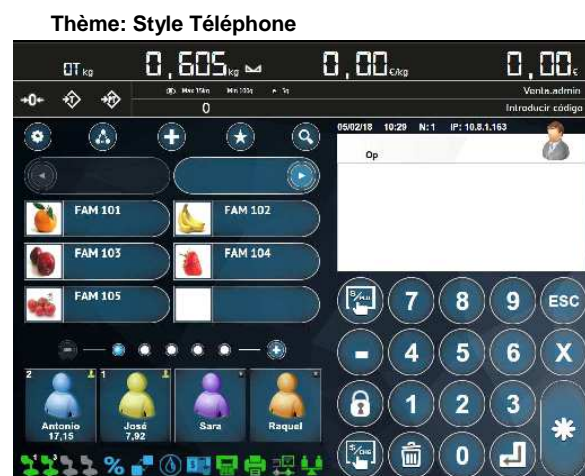 Thème: Style Téléphone
0T kg 0,605 kg 0,00 €/kg 0,00 €
Max 15kg Min 100g e 5g Venta.admin
0 Introducir código
05/02/18 10:29 N: 1 IP: 10.8.1.163
Op
FAM 101 FAM 102
FAM 103 FAM 104
FAM 105
7 8 9 ESC
- 4 5 6 X
1 2 3
0 *
2 1
Antonio José Sara Raquel
17,15 7,92
%